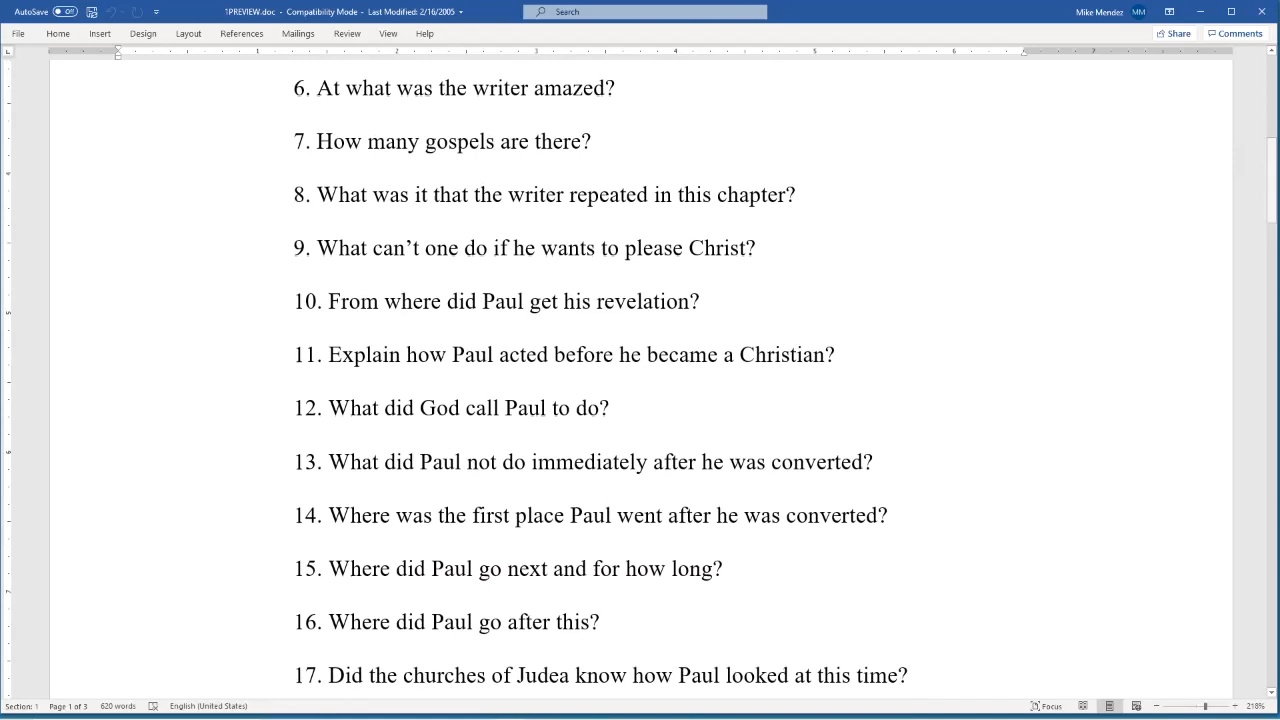 AutoSave Off 1PREVIEW.doc - Compatibility Mode - Last Modified: 2/16/2005 Search Mike Mendez MM
File Home Insert Design Layout References Mailings Review View Help Share Comments
1 2 3 4 5 6 7
6. At what was the writer amazed?
7. How many gospels are there?
8. What was it that the writer repeated in this chapter?
9. What can’t one do if he wants to please Christ?
10. From where did Paul get his revelation?
11. Explain how Paul acted before he became a Christian?
12. What did God call Paul to do?
13. What did Paul not do immediately after he was converted?
14. Where was the first place Paul went after he was converted?
15. Where did Paul go next and for how long?
16. Where did Paul go after this?
17. Did the churches of Judea know how Paul looked at this time?
Section: 1 Page 1 of 3 620 words English (United States) Focus 218%